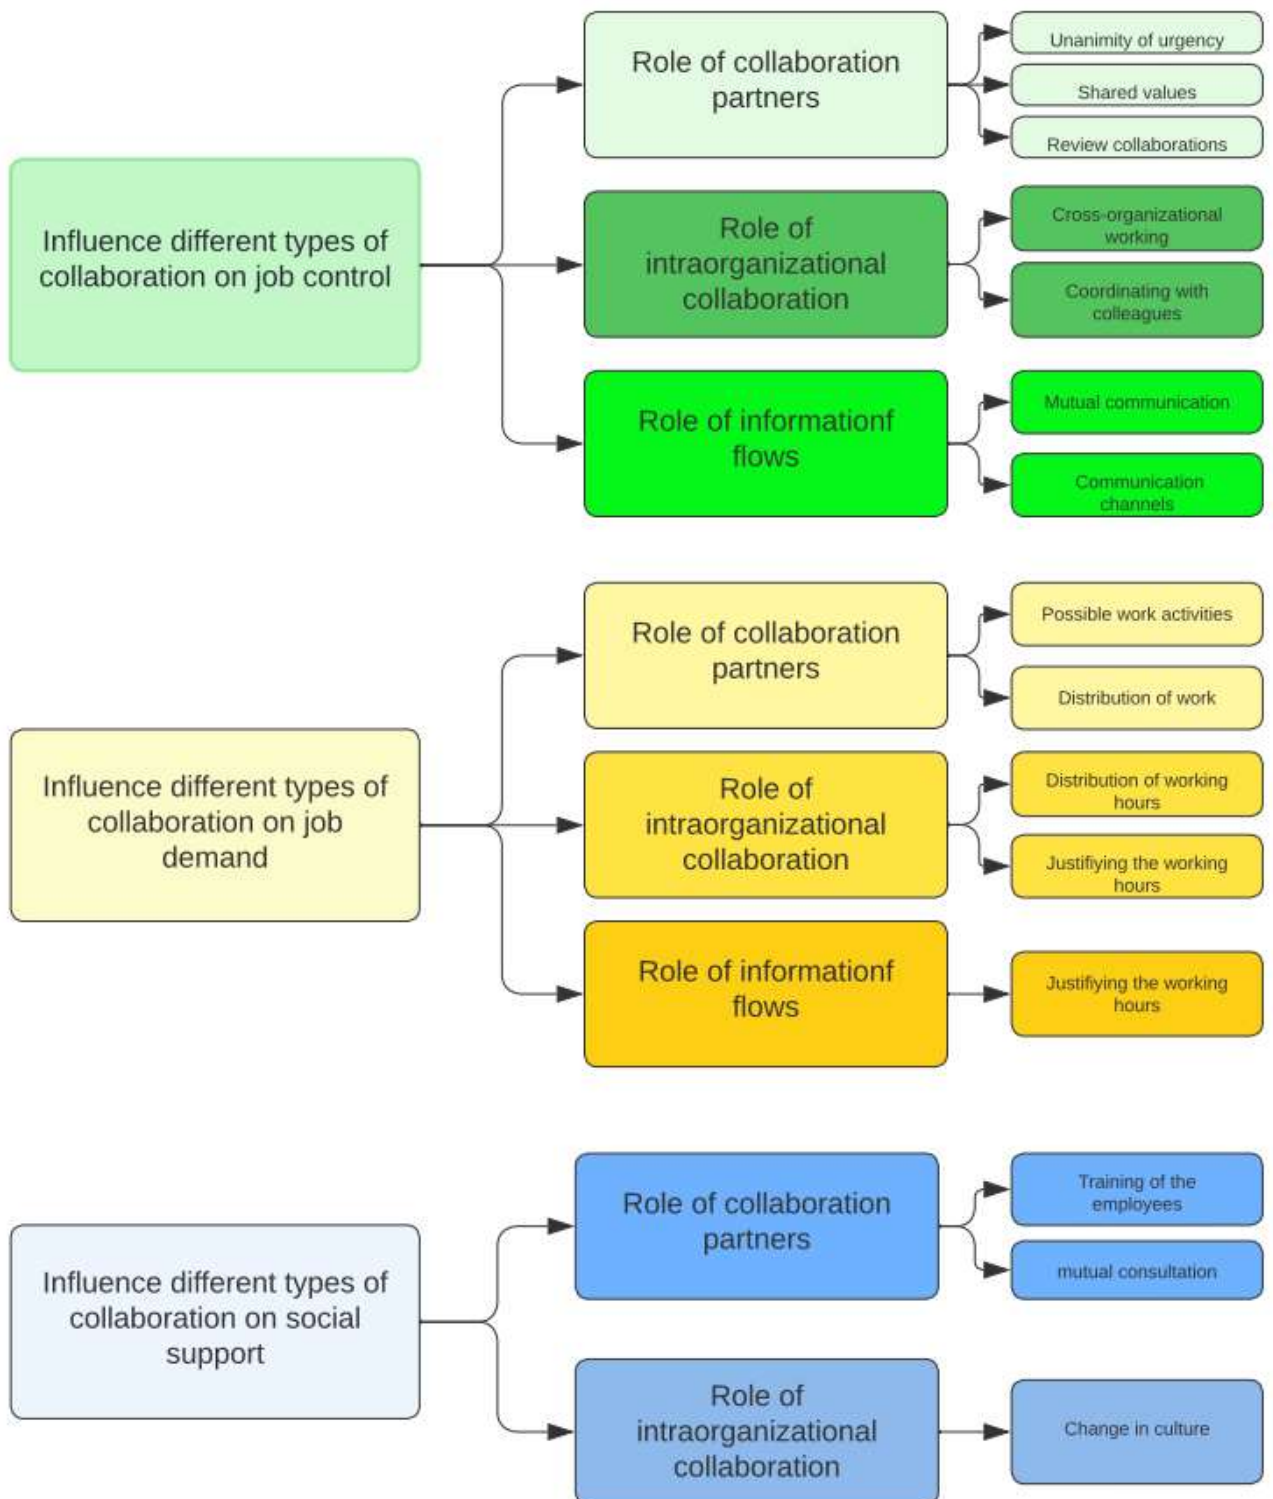 Influence different types of
collaboration on job control
Role of collaboration
partners
Unanimity of urgency
Shared values
Review collaborations
Role of
intraorganizational
collaboration
Cross-organizational
working
Coordinating with
colleagues
Role of informationf
flows
Mutual communication
Communication
channels
Influence different types of
collaboration on job
demand
Role of collaboration
partners
Possible work activities
Distribution of work
Role of
intraorganizational
collaboration
Distribution of working
hours
Justifiying the working
hours
Role of informationf
flows
Justifiying the working
hours
Influence different types of
collaboration on social
support
Role of collaboration
partners
Training of the
employees
mutual consultation
Role of
intraorganizational
collaboration
Change in culture